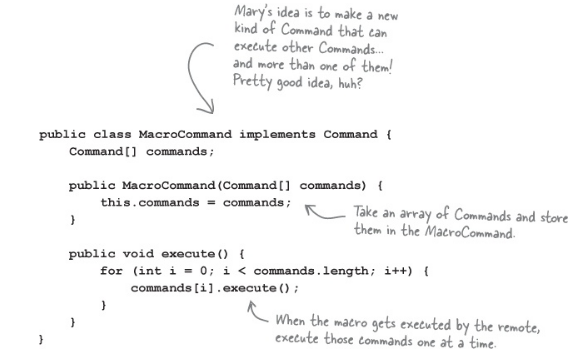 Mary's idea is to make a new
kind of Command that can
execute other Commands...
and more than one of them!
Pretty good idea, huh?
public class MacroCommand implements Command {
Command[] commands;
public MacroCommand(Command[] commands) {
this.commands = commands;
}
Take an array of Commands and store
them in the MacroCommand.
public void execute() {
for (int i = 0; i < commands.length; i++) {
commands[i].execute();
}
}
}
When the macro gets executed by the remote,
execute those commands one at a time.